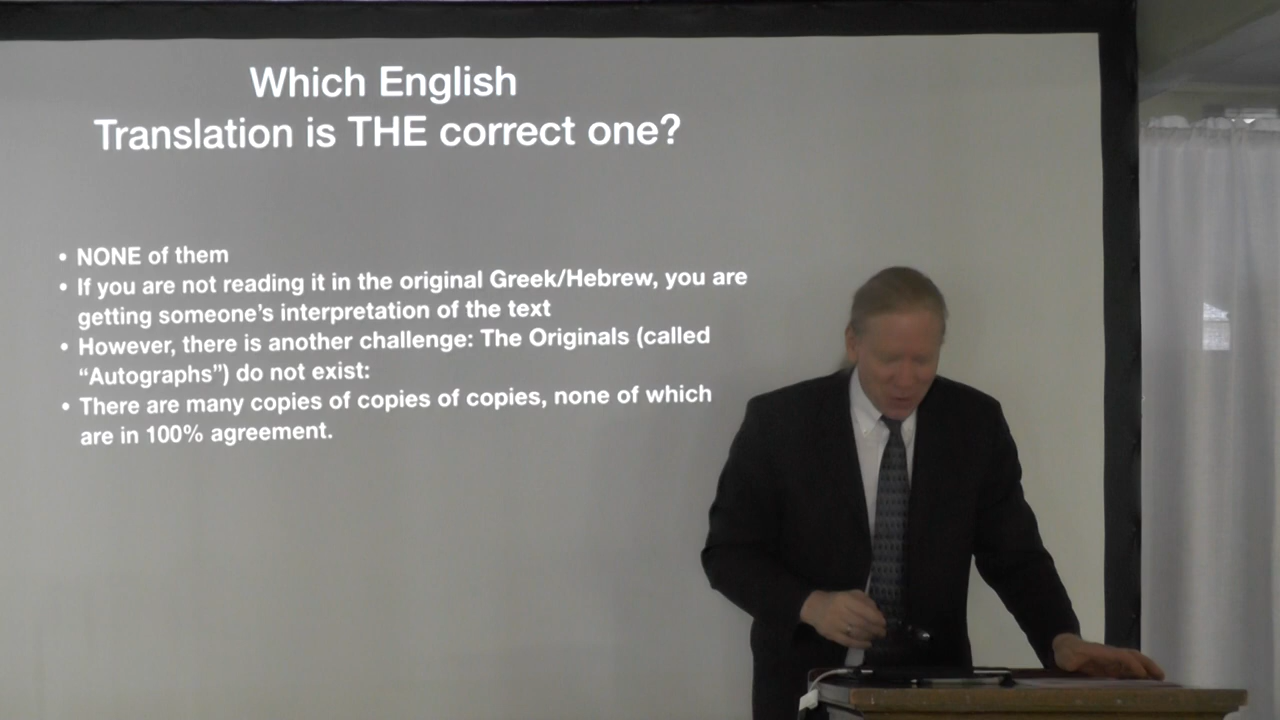 Which English
Translation is THE correct one?
• NONE of them
• If you are not reading it in the original Greek/Hebrew, you are
getting someone's interpretation of the text
• However, there is another challenge: The Originals (called
“Autographs”) do not exist:
• There are many copies of copies of copies, none of which
are in 100% agreement.